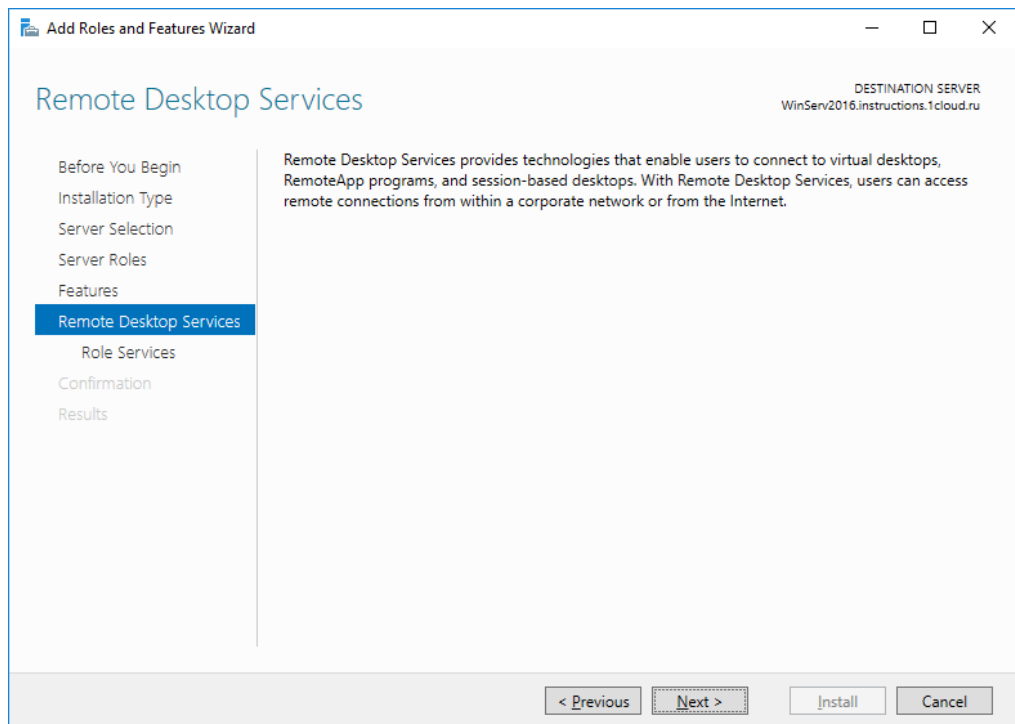 Add Roles and Features Wizard
Remote Desktop Services
DESTINATION SERVER
WinServ2016.instructions.1cloud.ru
Before You Begin
Installation Type
Server Selection
Server Roles
Features
Remote Desktop Services
Role Services
Confirmation
Results
Remote Desktop Services provides technologies that enable users to connect to virtual desktops,
RemoteApp programs, and session-based desktops. With Remote Desktop Services, users can access
remote connections from within a corporate network or from the Internet.
< Previous
Next >
Install
Cancel